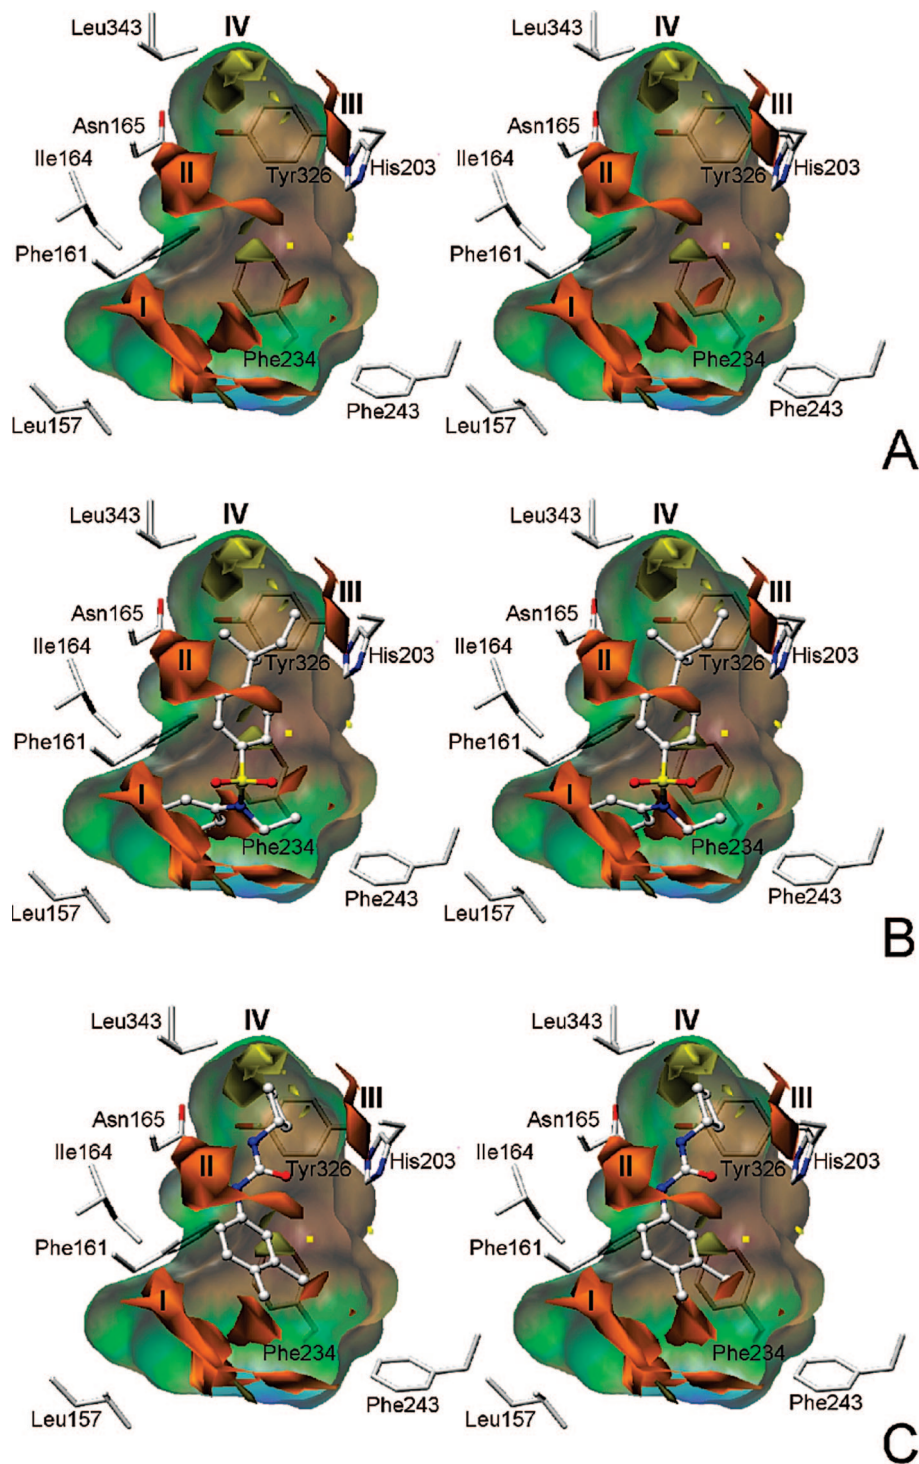 Leu343 IV Leu343 IV
III III
Asn165 Asn165
Ile164 II Tyr326 His203 Ile164 II Tyr326 His203
Phe161 Phe161
I I
Phe234 Phe234
Leu157 Phe243 Leu157 Phe243
A
Leu343 IV Leu343 IV
III III
Asn165 Asn165
Ile164 II Tyr326 His203 Ile164 II Tyr326 His203
Phe161 Phe161
I I
Phe234 Phe234
Leu157 Phe243 Leu157 Phe243
B
Leu343 IV Leu343 IV
III III
Asn165 Asn165
Ile164 II Tyr326 His203 Ile164 II Tyr326 His203
Phe161 Phe161
I I
Phe234 Phe234
Leu157 Phe243 Leu157 Phe243
C